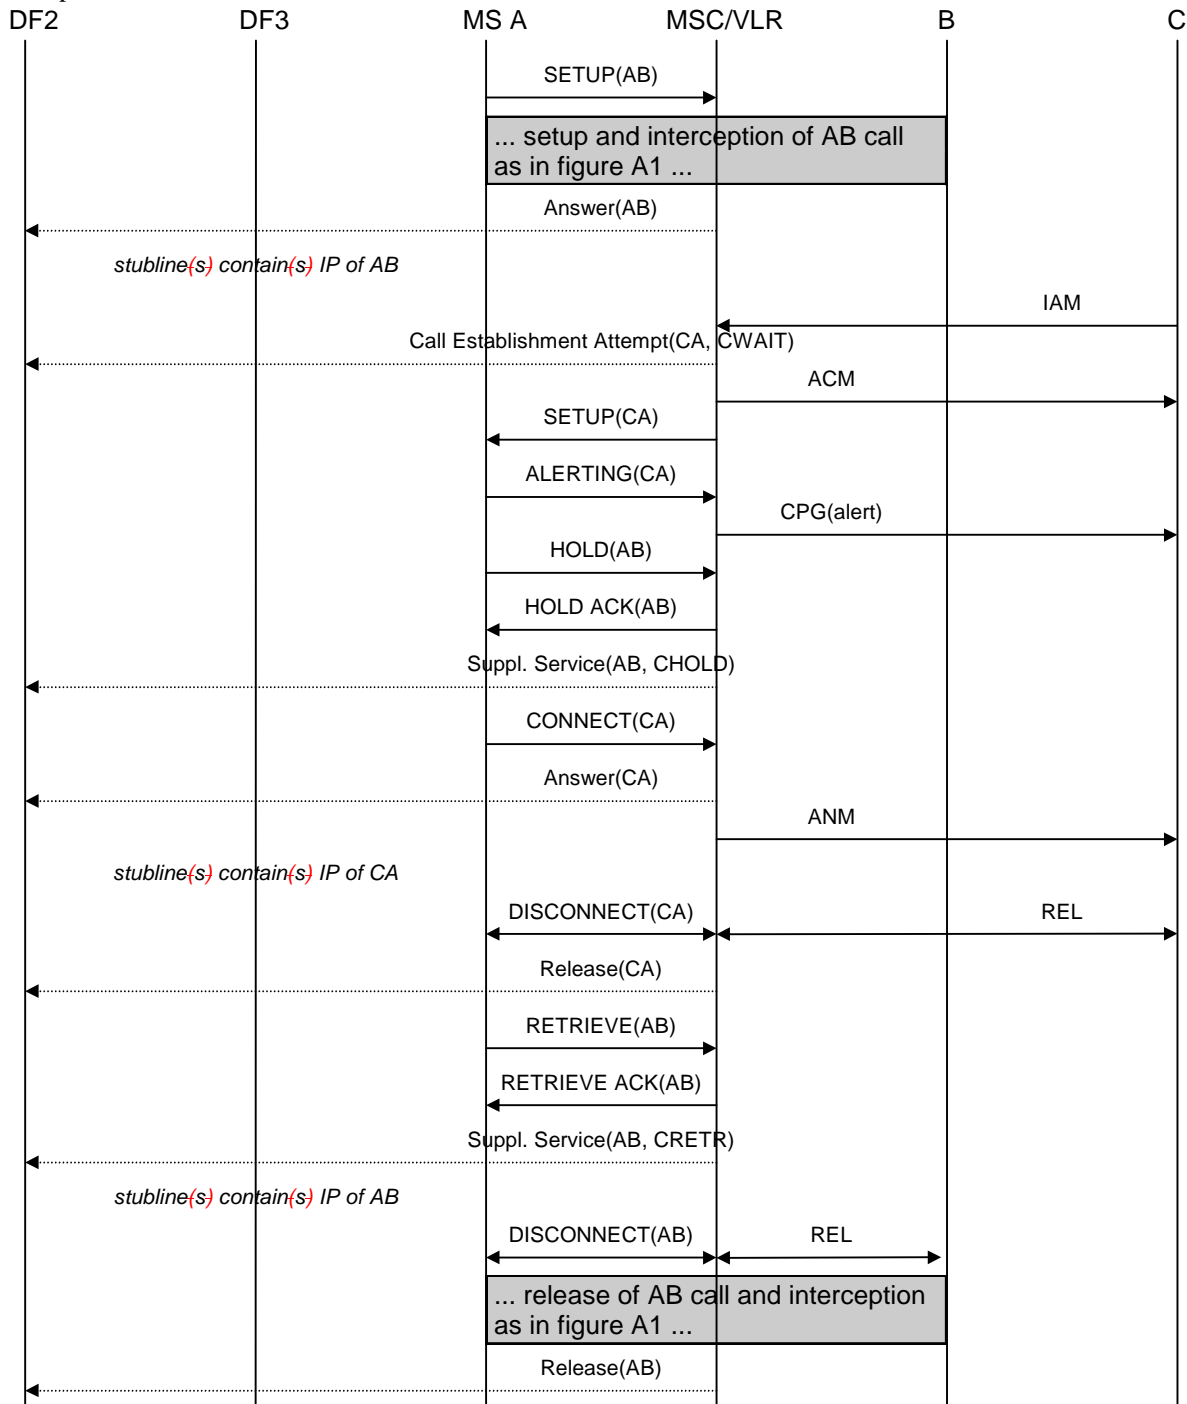 DF2 DF3 MS A MSC/VLR B C
SETUP(AB)
... setup and interception of AB call
as in figure A1 ...
Answer(AB)
stubline(s) contain(s) IP of AB
IAM
Call Establishment Attempt(CA, CWAIT)
ACM
SETUP(CA)
ALERTING(CA)
CPG(alert)
HOLD(AB)
HOLD ACK(AB)
Suppl. Service(AB, CHOLD)
CONNECT(CA)
Answer(CA)
ANM
stubline(s) contain(s) IP of CA
DISCONNECT(CA) REL
Release(CA)
RETRIEVE(AB)
RETRIEVE ACK(AB)
Suppl. Service(AB, CRETR)
stubline(s) contain(s) IP of AB
DISCONNECT(AB) REL
... release of AB call and interception
as in figure A1 ...
Release(AB)